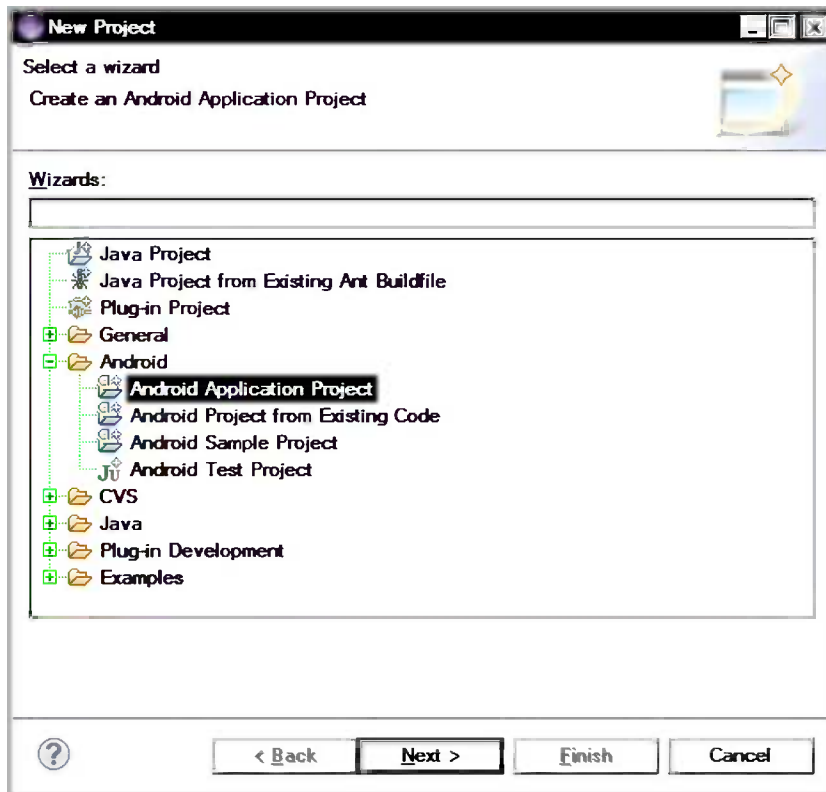 New Project
Select a wizard
Create an Android Application Project
Wizards:
Java Project
Java Project from Existing Ant Buildfile
Plug-in Project
General
Android
Android Application Project
Android Project from Existing Code
Android Sample Project
Ju Android Test Project
CVS
Java
Plug-in Development
Examples
? < Back Next > Finish Cancel